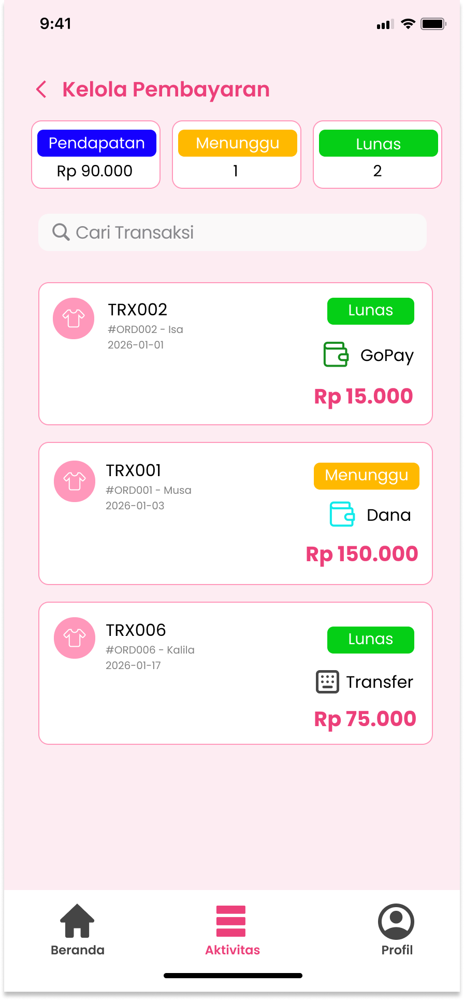 9:41
Kelola Pembayaran
Pendapatan
Rp 90.000
Menunggu
1
Lunas
2
Cari Transaksi
TRX002
#ORD002 - Isa
2026-01-01
Lunas
GoPay
Rp 15.000
TRX001
#ORD001 - Musa
2026-01-03
Menunggu
Dana
Rp 150.000
TRX006
#ORD006 - Kalila
2026-01-17
Lunas
Transfer
Rp 75.000
Beranda
Aktivitas
Profil